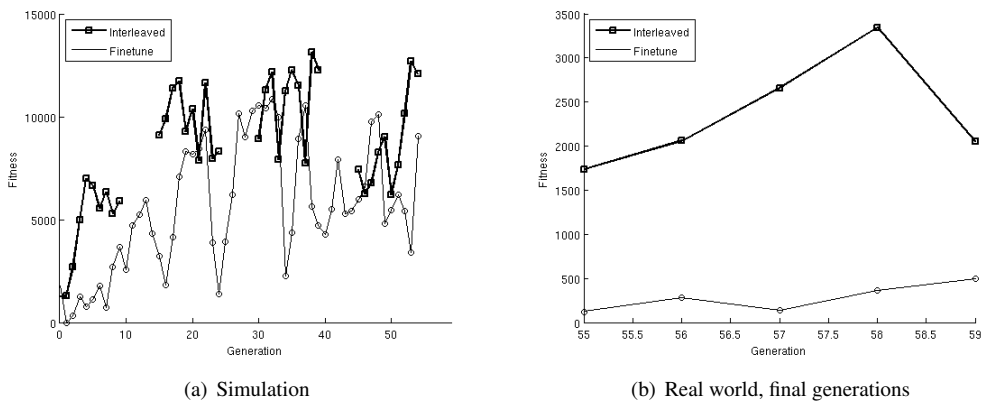 15000
10000
5000
0
Fitness
Interleaved
Finetune
0 10 20 30 40 50
Generation
(a) Simulation
3500
3000
2500
2000
1500
1000
500
0
Fitness
Interleaved
Finetune
55 55.5 56 56.5 57 57.5 58 58.5 59
Generation
(b) Real world, final generations